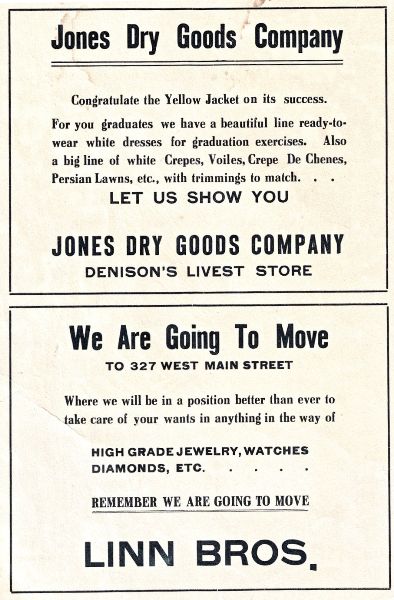 Jones Dry Goods Company
Congratulate the Yellow Jacket on its success.
For you graduates we have a beautiful line ready-to-
wear white dresses for graduation exercises. Also
a big line of white Crepes, Voiles, Crepe De Chenes,
Persian Lawns, etc., with trimmings to match. . .
LET US SHOW YOU
JONES DRY GOODS COMPANY
DENISON'S LIVEST STORE
We Are Going To Move
TO 327 WEST MAIN STREET
Where we will be in a position better than ever to
take care of your wants in anything in the way of
HIGH GRADE JEWELRY, WATCHES
DIAMONDS, ETC. . . . .
REMEMBER WE ARE GOING TO MOVE
LINN BROS.